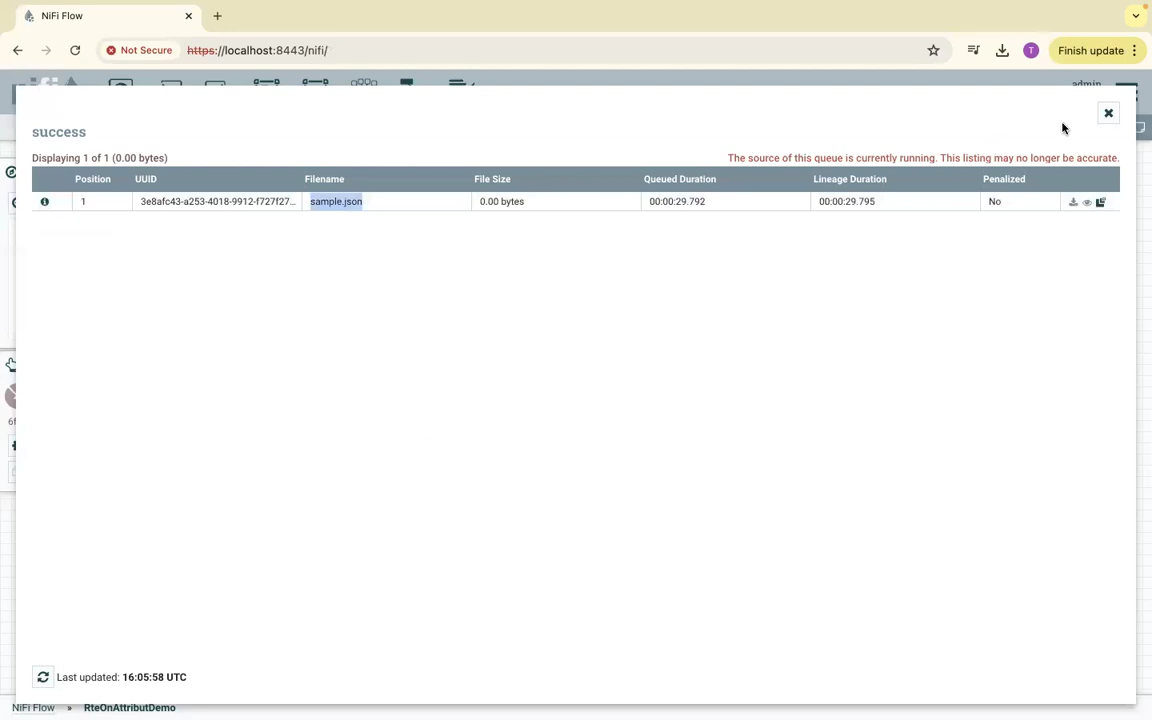 NiFi Flow
Not Secure
https://localhost:8443/nifi/
T
Finish update
admin
success
Displaying 1 of 1 (0.00 bytes)
The source of this queue is currently running. This listing may no longer be accurate.
Position UUID Filename File Size Queued Duration Lineage Duration Penalized
1 3e8afc43-a253-4018-9912-f727f27... sample.json 0.00 bytes 00:00:29.792 00:00:29.795 No
6f
Last updated: 16:05:58 UTC
NiFi Flow » RteOnAttributDemo